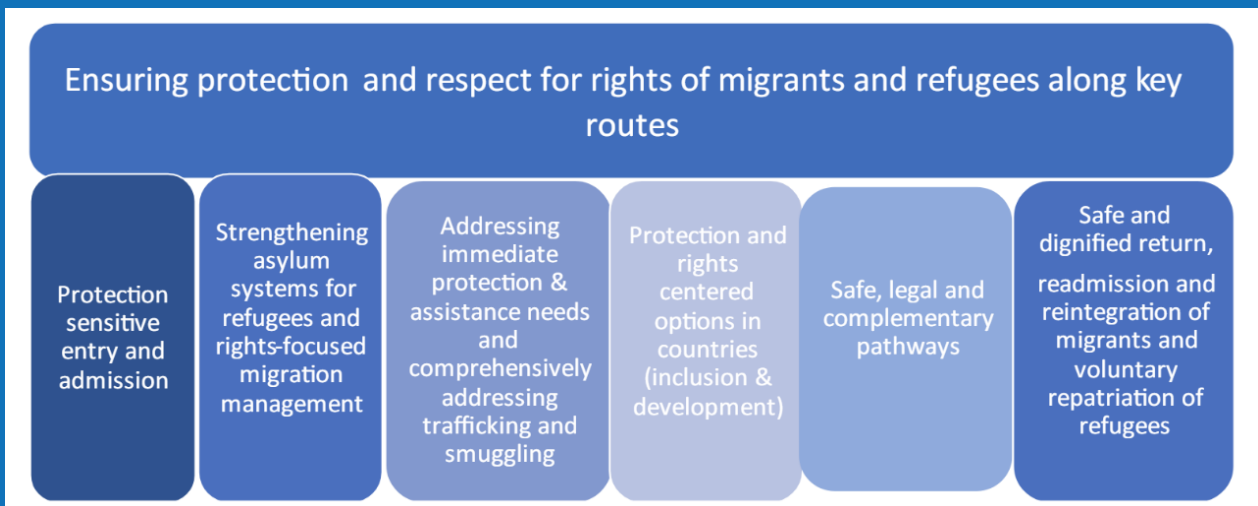 Ensuring protection and respect for rights of migrants and refugees along key
routes
Protection
sensitive
entry and
admission
Strengthening
asylum
systems for
refugees and
rights-focused
migration
management
Addressing
immediate
protection &
assistance needs
and
comprehensively
addressing
trafficking and
smuggling
Protection and
rights
centered
options in
countries
(inclusion &
development)
Safe, legal and
complementary
pathways
Safe and
dignified return,
readmission and
reintegration of
migrants and
voluntary
repatriation of
refugees